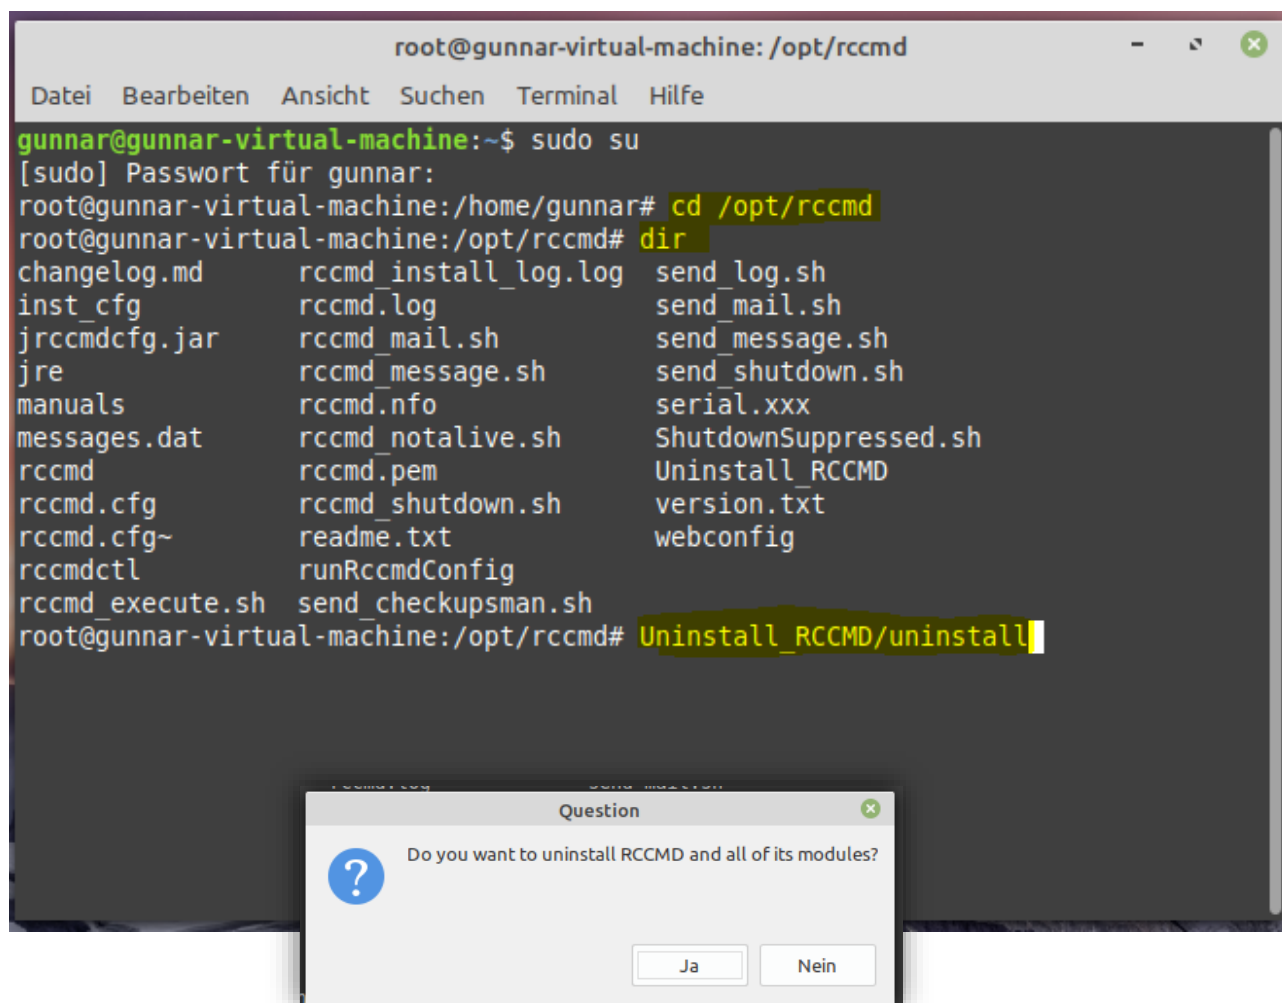 root@gunnar-virtual-machine: /opt/rccmd
Datei Bearbeiten Ansicht Suchen Terminal Hilfe
gunnar@gunnar-virtual-machine:~$ sudo su
[sudo] Passwort für gunnar:
root@gunnar-virtual-machine:/home/gunnar# cd /opt/rccmd
root@gunnar-virtual-machine:/opt/rccmd# dir
changelog.md rccmd_install_log.log send_log.sh
inst_cfg rccmd.log send_mail.sh
jrccmdcfg.jar rccmd_mail.sh send_message.sh
jre rccmd_message.sh send_shutdown.sh
manuals rccmd.nfo serial.xxx
messages.dat rccmd_notalive.sh ShutdownSuppressed.sh
rccmd rccmd.pem Uninstall_RCCMD
rccmd.cfg rccmd_shutdown.sh version.txt
rccmd.cfg~ readme.txt webconfig
rccmdctl runRccmdConfig
rccmd_execute.sh send_checkupsman.sh
root@gunnar-virtual-machine:/opt/rccmd# Uninstall_RCCMD/uninstall
Question
Do you want to uninstall RCCMD and all of its modules?
Ja Nein